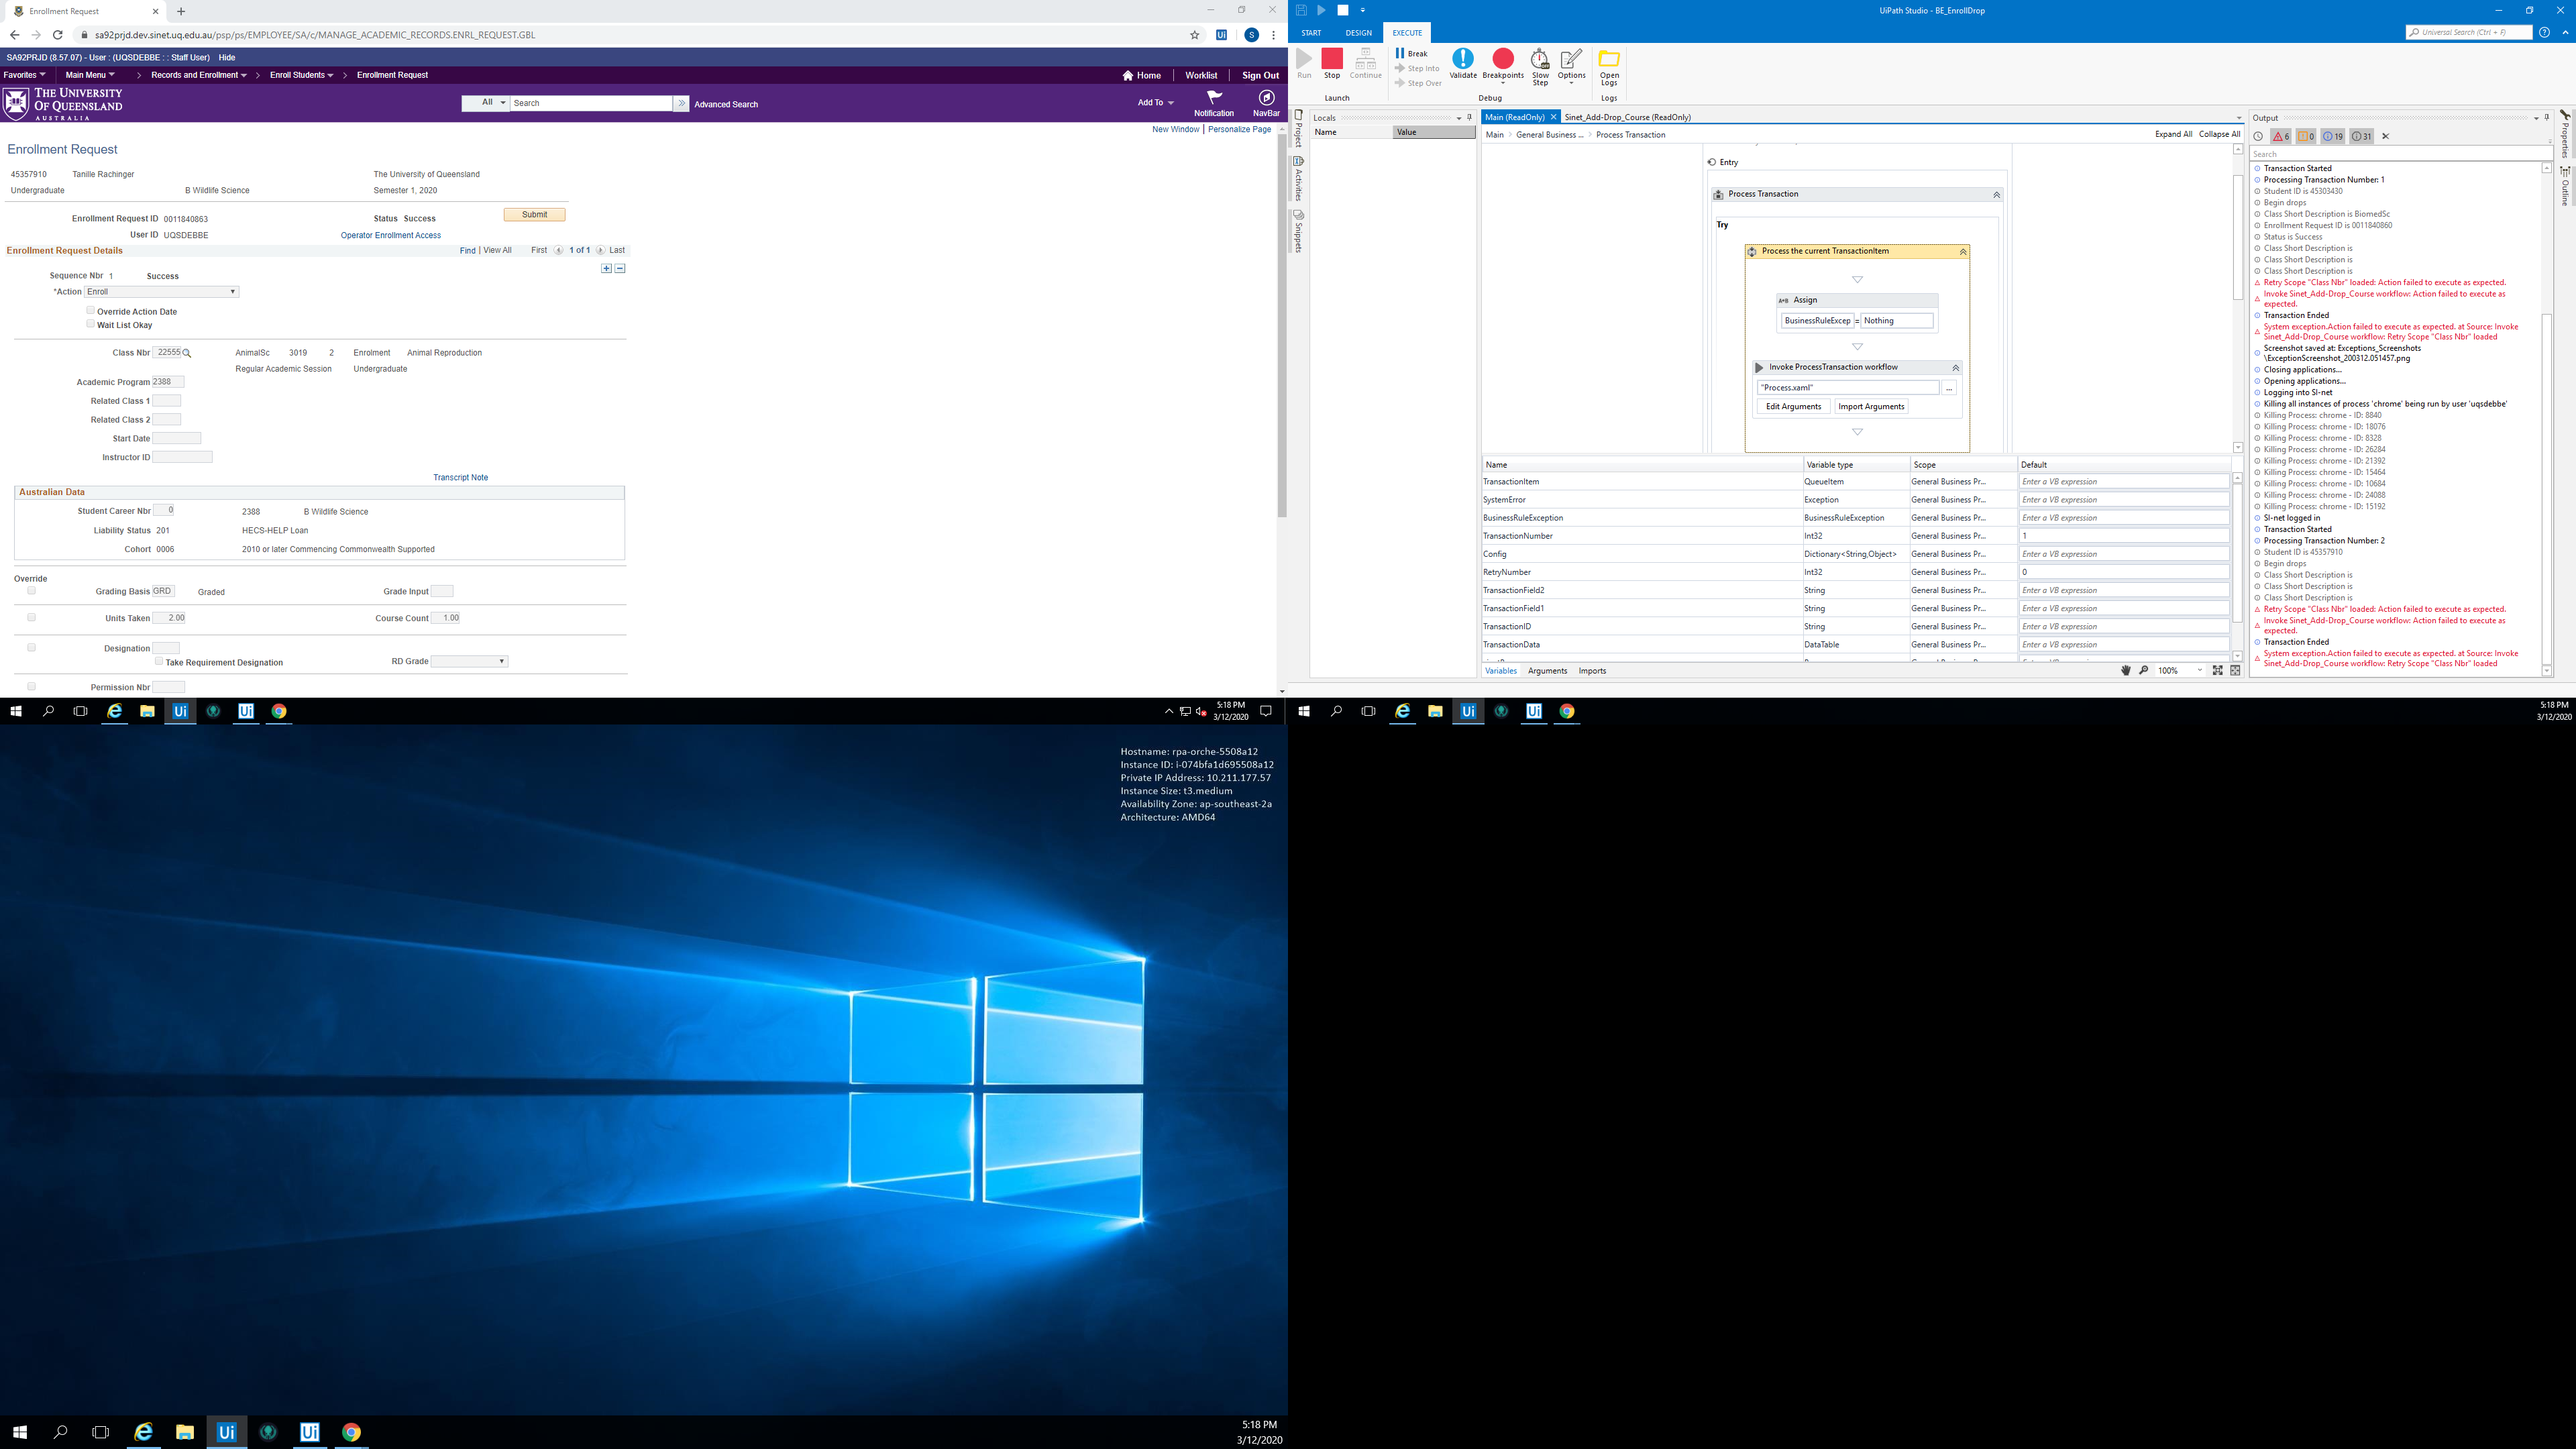 Enrollment Request
sa92prjd.dev.sinet.uq.edu.au/psp/ps/EMPLOYEE/SA/c/MANAGE_ACADEMIC_RECORDS.ENRL_REQUEST.GBL
SA92PRJD (8.57.07) - User : (UQSDEBBE : : Staff User) Hide
Favorites Main Menu > Records and Enrollment > Enroll Students > Enrollment Request
Home Worklist Sign Out
THE UNIVERSITY
OF QUEENSLAND
AUSTRALIA
All Search Advanced Search
Add To Notification NavBar
New Window | Personalize Page
Enrollment Request
45357910 Tanille Rachinger The University of Queensland
Undergraduate B Wildlife Science Semester 1, 2020
Enrollment Request ID 0011840863 Status Success Submit
User ID UQSDEBBE Operator Enrollment Access
Enrollment Request Details Find | View All First 1 of 1 Last
Sequence Nbr 1 Success
*Action Enroll
Override Action Date
Wait List Okay
Class Nbr 22555 AnimalSc 3019 2 Enrolment Animal Reproduction
Regular Academic Session Undergraduate
Academic Program 2388
Related Class 1
Related Class 2
Start Date
Instructor ID
Transcript Note
Australian Data
Student Career Nbr 0 2388 B Wildlife Science
Liability Status 201 HECS-HELP Loan
Cohort 0006 2010 or later Commencing Commonwealth Supported
Override
Grading Basis GRD Graded Grade Input
Units Taken 2.00 Course Count 1.00
Designation
Take Requirement Designation RD Grade
Permission Nbr
5:18 PM
3/12/2020
UiPath Studio - BE_EnrollDrop
START DESIGN EXECUTE
Universal Search (Ctrl + F)
Run Stop Continue
Break
Step Into
Step Over
Validate Breakpoints Slow Step Options Open Logs
Launch Debug Logs
Project
Activities
Snippets
Locals
Name Value
Main (ReadOnly) Sinet_Add-Drop_Course (ReadOnly)
Main > General Business ... > Process Transaction
Expand All Collapse All
Entry
Process Transaction
Try
Process the current TransactionItem
A+B Assign
BusinessRuleExcep = Nothing
Invoke ProcessTransaction workflow
"Process.xaml" ...
Edit Arguments Import Arguments
Name Variable type Scope Default
TransactionItem QueueItem General Business Pr... Enter a VB expression
SystemError Exception General Business Pr... Enter a VB expression
BusinessRuleException BusinessRuleException General Business Pr... Enter a VB expression
TransactionNumber Int32 General Business Pr... 1
Config Dictionary<String,Object> General Business Pr... Enter a VB expression
RetryNumber Int32 General Business Pr... 0
TransactionField2 String General Business Pr... Enter a VB expression
TransactionField1 String General Business Pr... Enter a VB expression
TransactionID String General Business Pr... Enter a VB expression
TransactionData DataTable General Business Pr... Enter a VB expression
Variables Arguments Imports
100%
Output
6 0 19 31
Search
Transaction Started
Processing Transaction Number: 1
Student ID is 45303430
Begin drops
Class Short Description is BiomedSc
Enrollment Request ID is 0011840860
Status is Success
Class Short Description is
Class Short Description is
Class Short Description is
Retry Scope "Class Nbr" loaded: Action failed to execute as expected.
Invoke Sinet_Add-Drop_Course workflow: Action failed to execute as
expected.
Transaction Ended
System exception.Action failed to execute as expected. at Source: Invoke
Sinet_Add-Drop_Course workflow: Retry Scope "Class Nbr" loaded
Screenshot saved at: Exceptions_Screenshots
\ExceptionScreenshot_200312.051457.png
Closing applications...
Opening applications...
Logging into SI-net
Killing all instances of process 'chrome' being run by user 'uqsdebbe'
Killing Process: chrome - ID: 8840
Killing Process: chrome - ID: 18076
Killing Process: chrome - ID: 8328
Killing Process: chrome - ID: 26284
Killing Process: chrome - ID: 21392
Killing Process: chrome - ID: 15464
Killing Process: chrome - ID: 10684
Killing Process: chrome - ID: 24088
Killing Process: chrome - ID: 15192
SI-net logged in
Transaction Started
Processing Transaction Number: 2
Student ID is 45357910
Begin drops
Class Short Description is
Class Short Description is
Class Short Description is
Retry Scope "Class Nbr" loaded: Action failed to execute as expected.
Invoke Sinet_Add-Drop_Course workflow: Action failed to execute as
expected.
Transaction Ended
System exception.Action failed to execute as expected. at Source: Invoke
Sinet_Add-Drop_Course workflow: Retry Scope "Class Nbr" loaded
Properties
Outline
5:18 PM
3/12/2020
Hostname: rpa-orche-5508a12
Instance ID: i-074bfa1d695508a12
Private IP Address: 10.211.177.57
Instance Size: t3.medium
Availability Zone: ap-southeast-2a
Architecture: AMD64
5:18 PM
3/12/2020